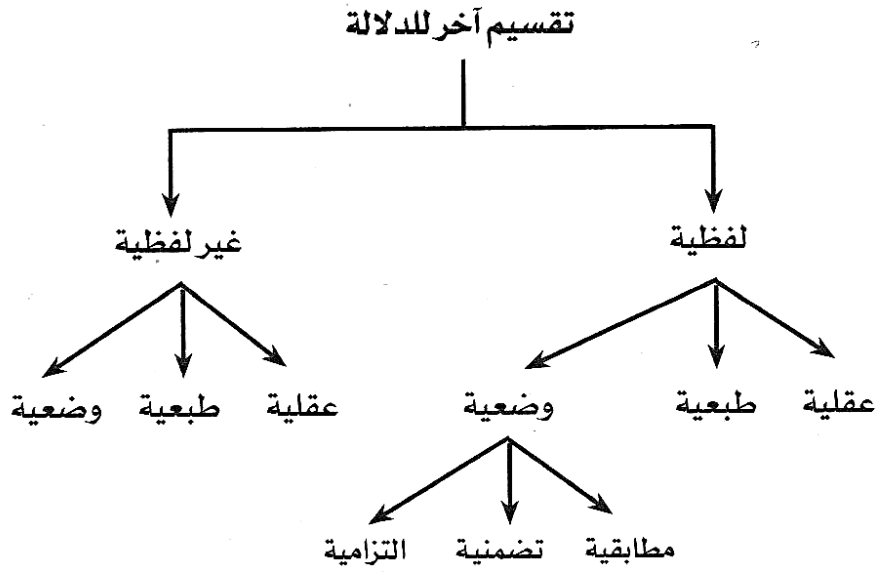 تقسيم آخر للدلالة
لفظية غير لفظية
عقلية طبعية وضعية عقلية طبعية وضعية
مطابقية تضمنية التزامية